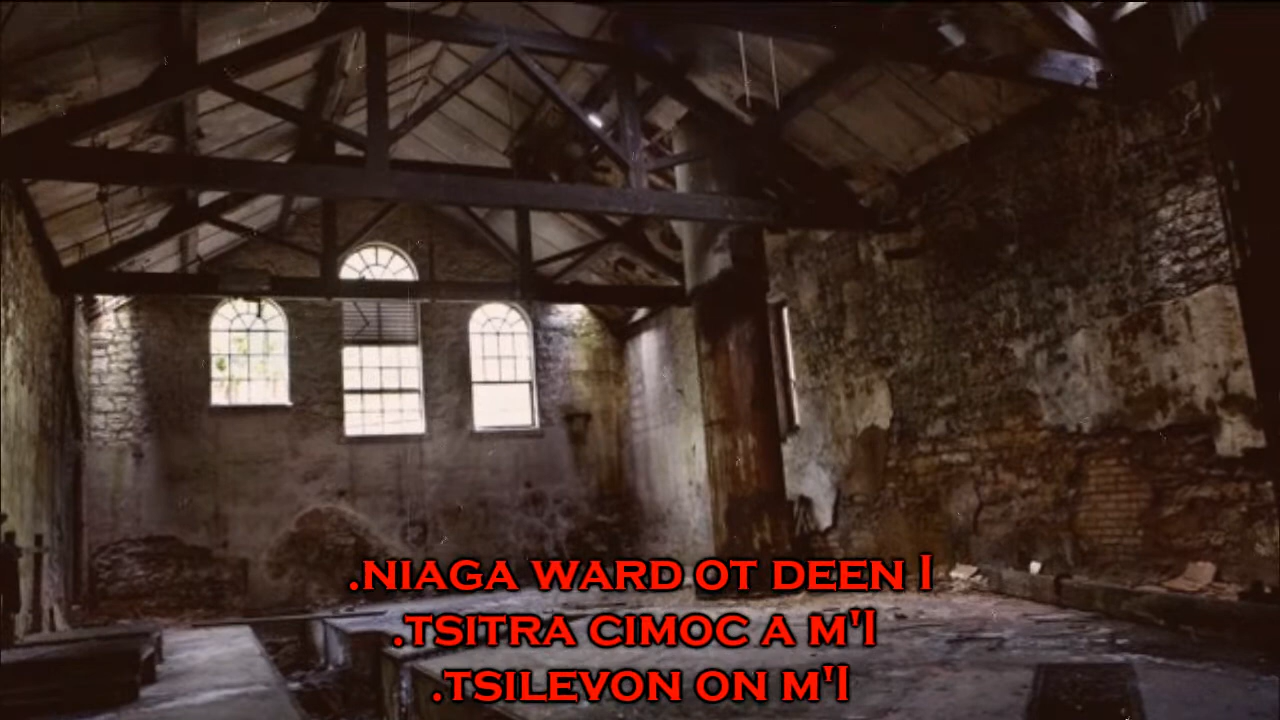 .NIAGA WARD OT DEEN I
.TSITRA CIMOC A M'I
.TSILEVON ON M'I